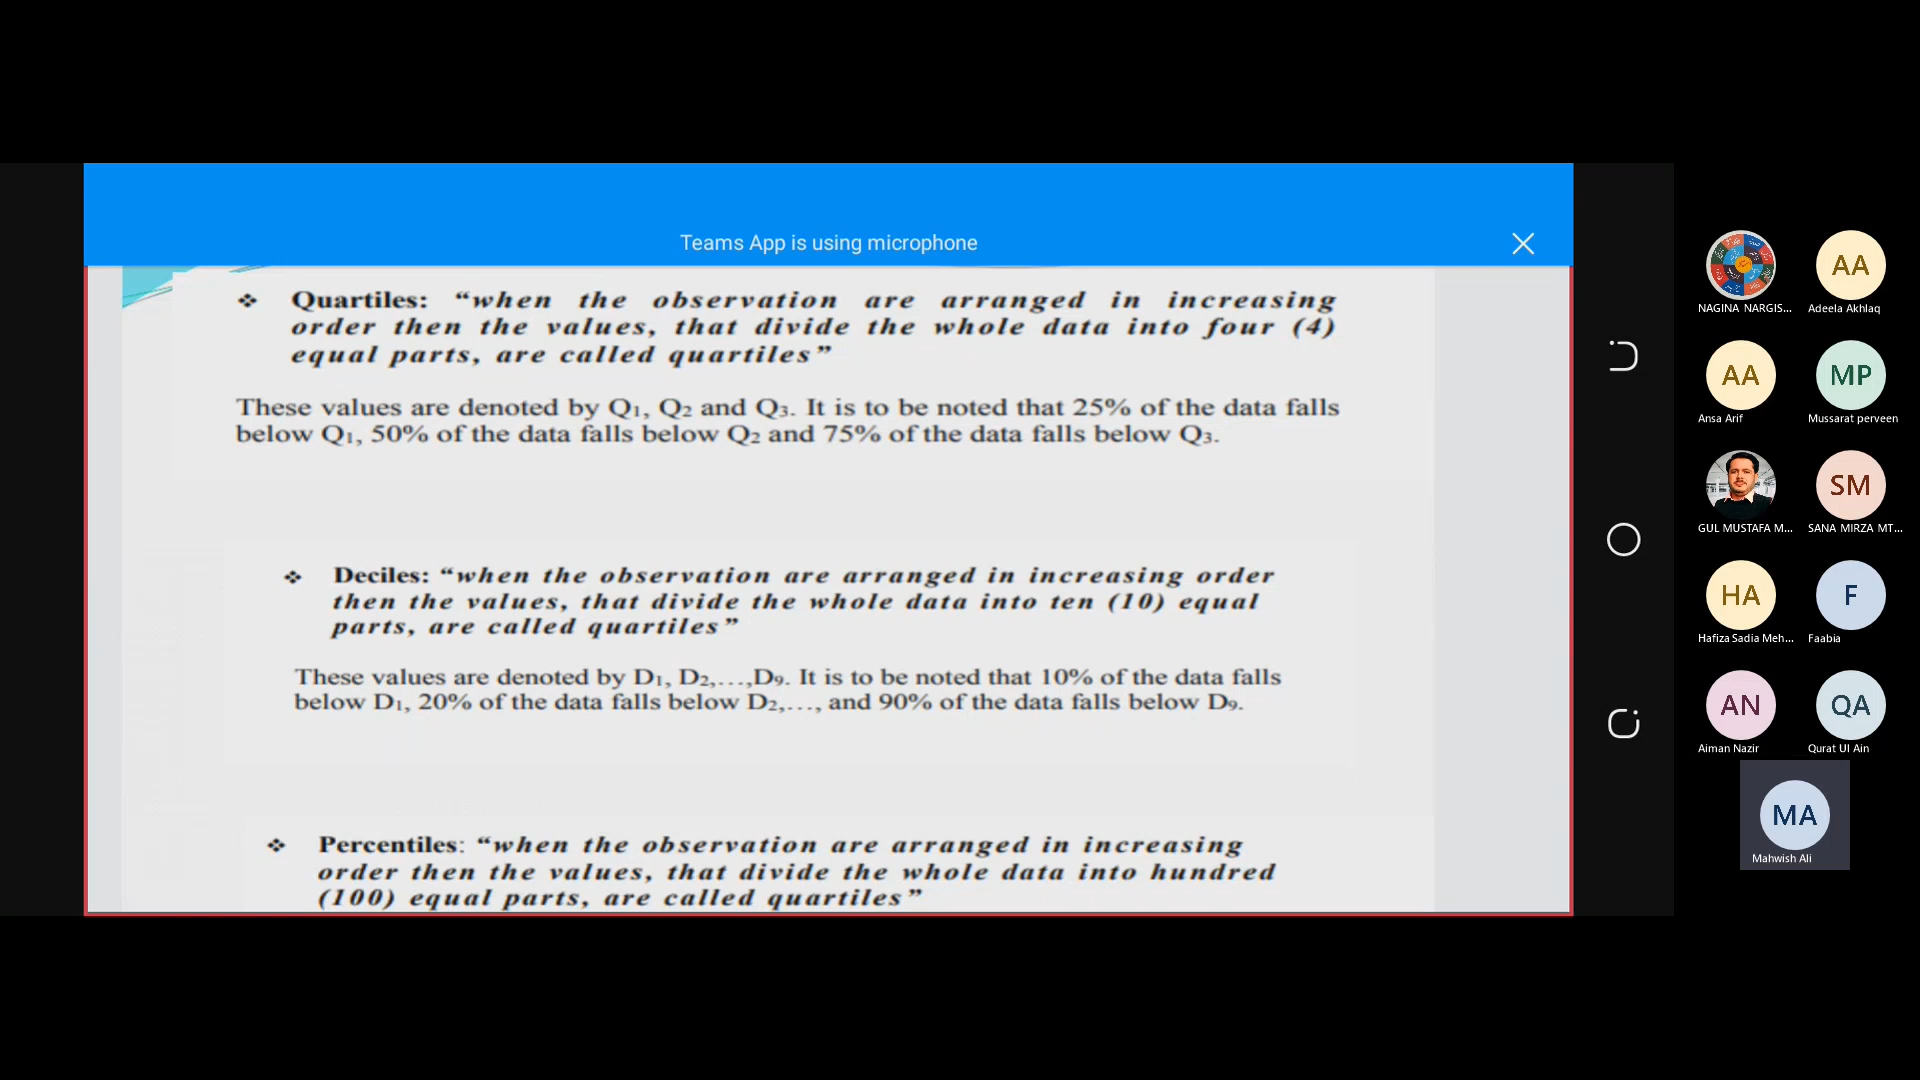 Teams App is using microphone
❖ Quartiles: “when the observation are arranged in increasing
order then the values, that divide the whole data into four (4)
equal parts, are called quartiles”
These values are denoted by Q₁, Q₂ and Q₃. It is to be noted that 25% of the data falls
below Q₁, 50% of the data falls below Q₂ and 75% of the data falls below Q₃.
❖ Deciles: “when the observation are arranged in increasing order
then the values, that divide the whole data into ten (10) equal
parts, are called quartiles”
These values are denoted by D₁, D₂,…,D₉. It is to be noted that 10% of the data falls
below D₁, 20% of the data falls below D₂,…, and 90% of the data falls below D₉.
❖ Percentiles: “when the observation are arranged in increasing
order then the values, that divide the whole data into hundred
(100) equal parts, are called quartiles”
AA
NAGINA NARGIS... Adeela Akhlaq
AA MP
Ansa Arif Mussarat perveen
SM
GUL MUSTAFA M... SANA MIRZA MT...
HA F
Hafiza Sadia Meh... Faabia
AN QA
Aiman Nazir Qurat Ul Ain
MA
Mahwish Ali